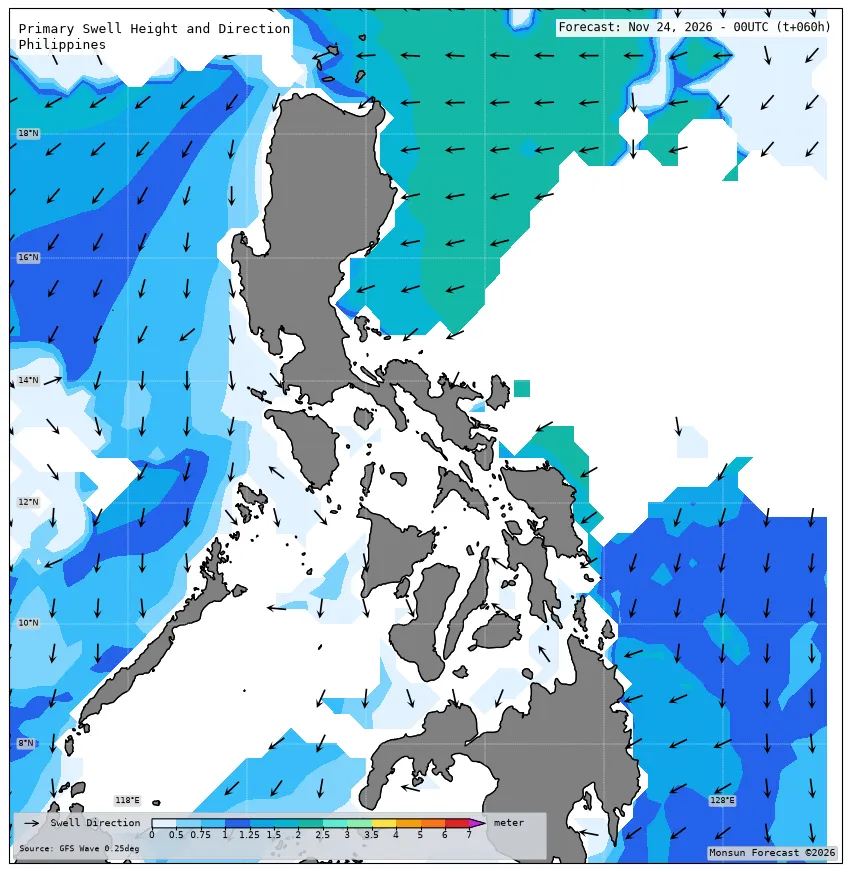 Primary Swell Height and Direction
Philippines
Forecast: Nov 24, 2026 - 00UTC (t+060h)
18°N
16°N
14°N
12°N
10°N
8°N
118°E
128°E
Swell Direction
meter
0 0.5 0.75 1 1.25 1.5 2 2.5 3 3.5 4 5 6 7
Source: GFS Wave 0.25deg
Monsun Forecast ©2026